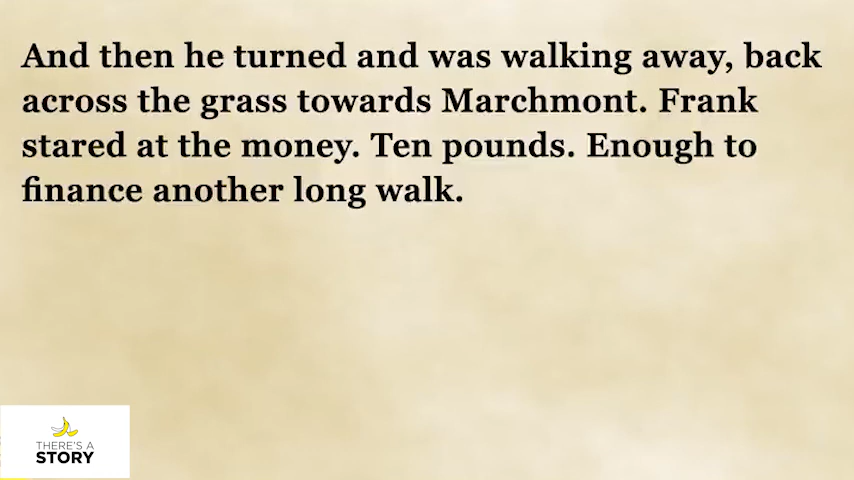 And then he turned and was walking away, back
across the grass towards Marchmont. Frank
stared at the money. Ten pounds. Enough to
finance another long walk.
THERE'S A
STORY